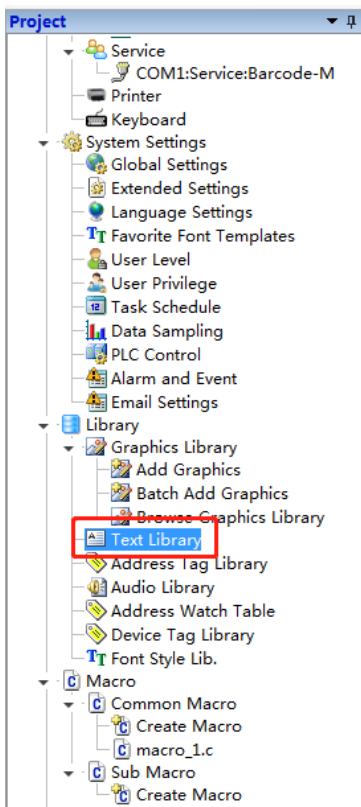 Project
Service
COM1:Service:Barcode-M
Printer
Keyboard
System Settings
Global Settings
Extended Settings
Language Settings
Favorite Font Templates
User Level
User Privilege
Task Schedule
Data Sampling
PLC Control
Alarm and Event
Email Settings
Library
Graphics Library
Add Graphics
Batch Add Graphics
Browse Graphics Library
Text Library
Address Tag Library
Audio Library
Address Watch Table
Device Tag Library
Font Style Lib.
Macro
Common Macro
Create Macro
macro_1.c
Sub Macro
Create Macro